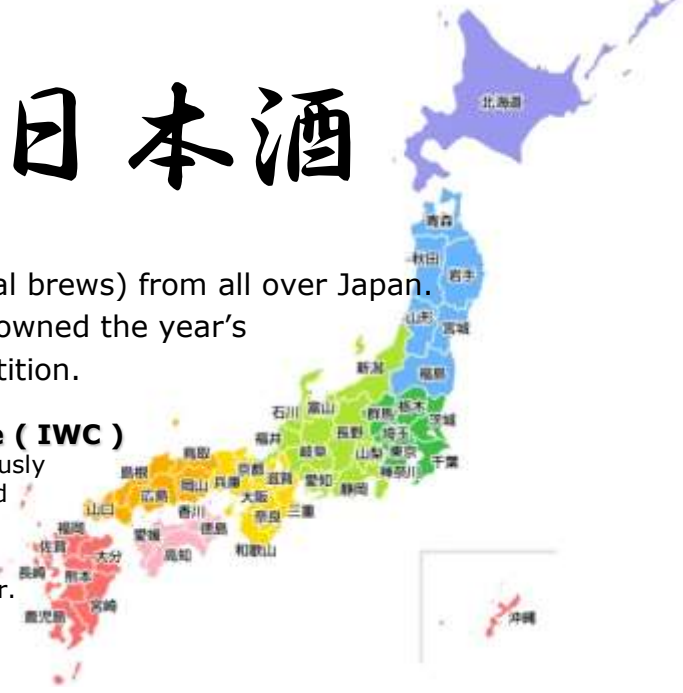 日本酒
al brews) from all over Japan.
owned the year's
tition.
e ( IWC )
usly
d
r.
北海道
青森
秋田
岩手
山形
宮城
新潟
福島
石川
富山
群馬
栃木
茨城
福井
長野
埼玉
岐阜
山梨
東京
千葉
神奈川
愛知
静岡
鳥取
島根
京都
滋賀
岡山
兵庫
広島
大阪
三重
山口
香川
奈良
徳島
愛媛
和歌山
高知
福岡
佐賀
大分
長崎
熊本
宮崎
鹿児島
沖縄